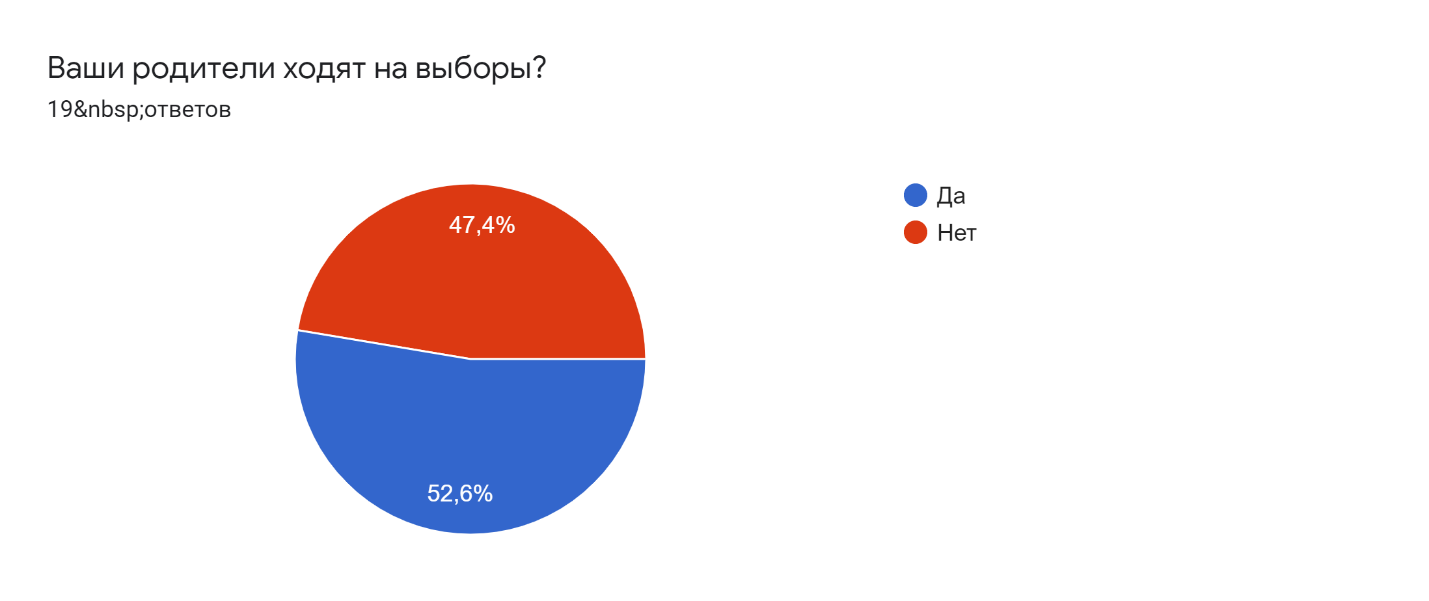 Ваши родители ходят на выборы?
19&nbsp;ответов
47,4%
52,6%
Да
Нет